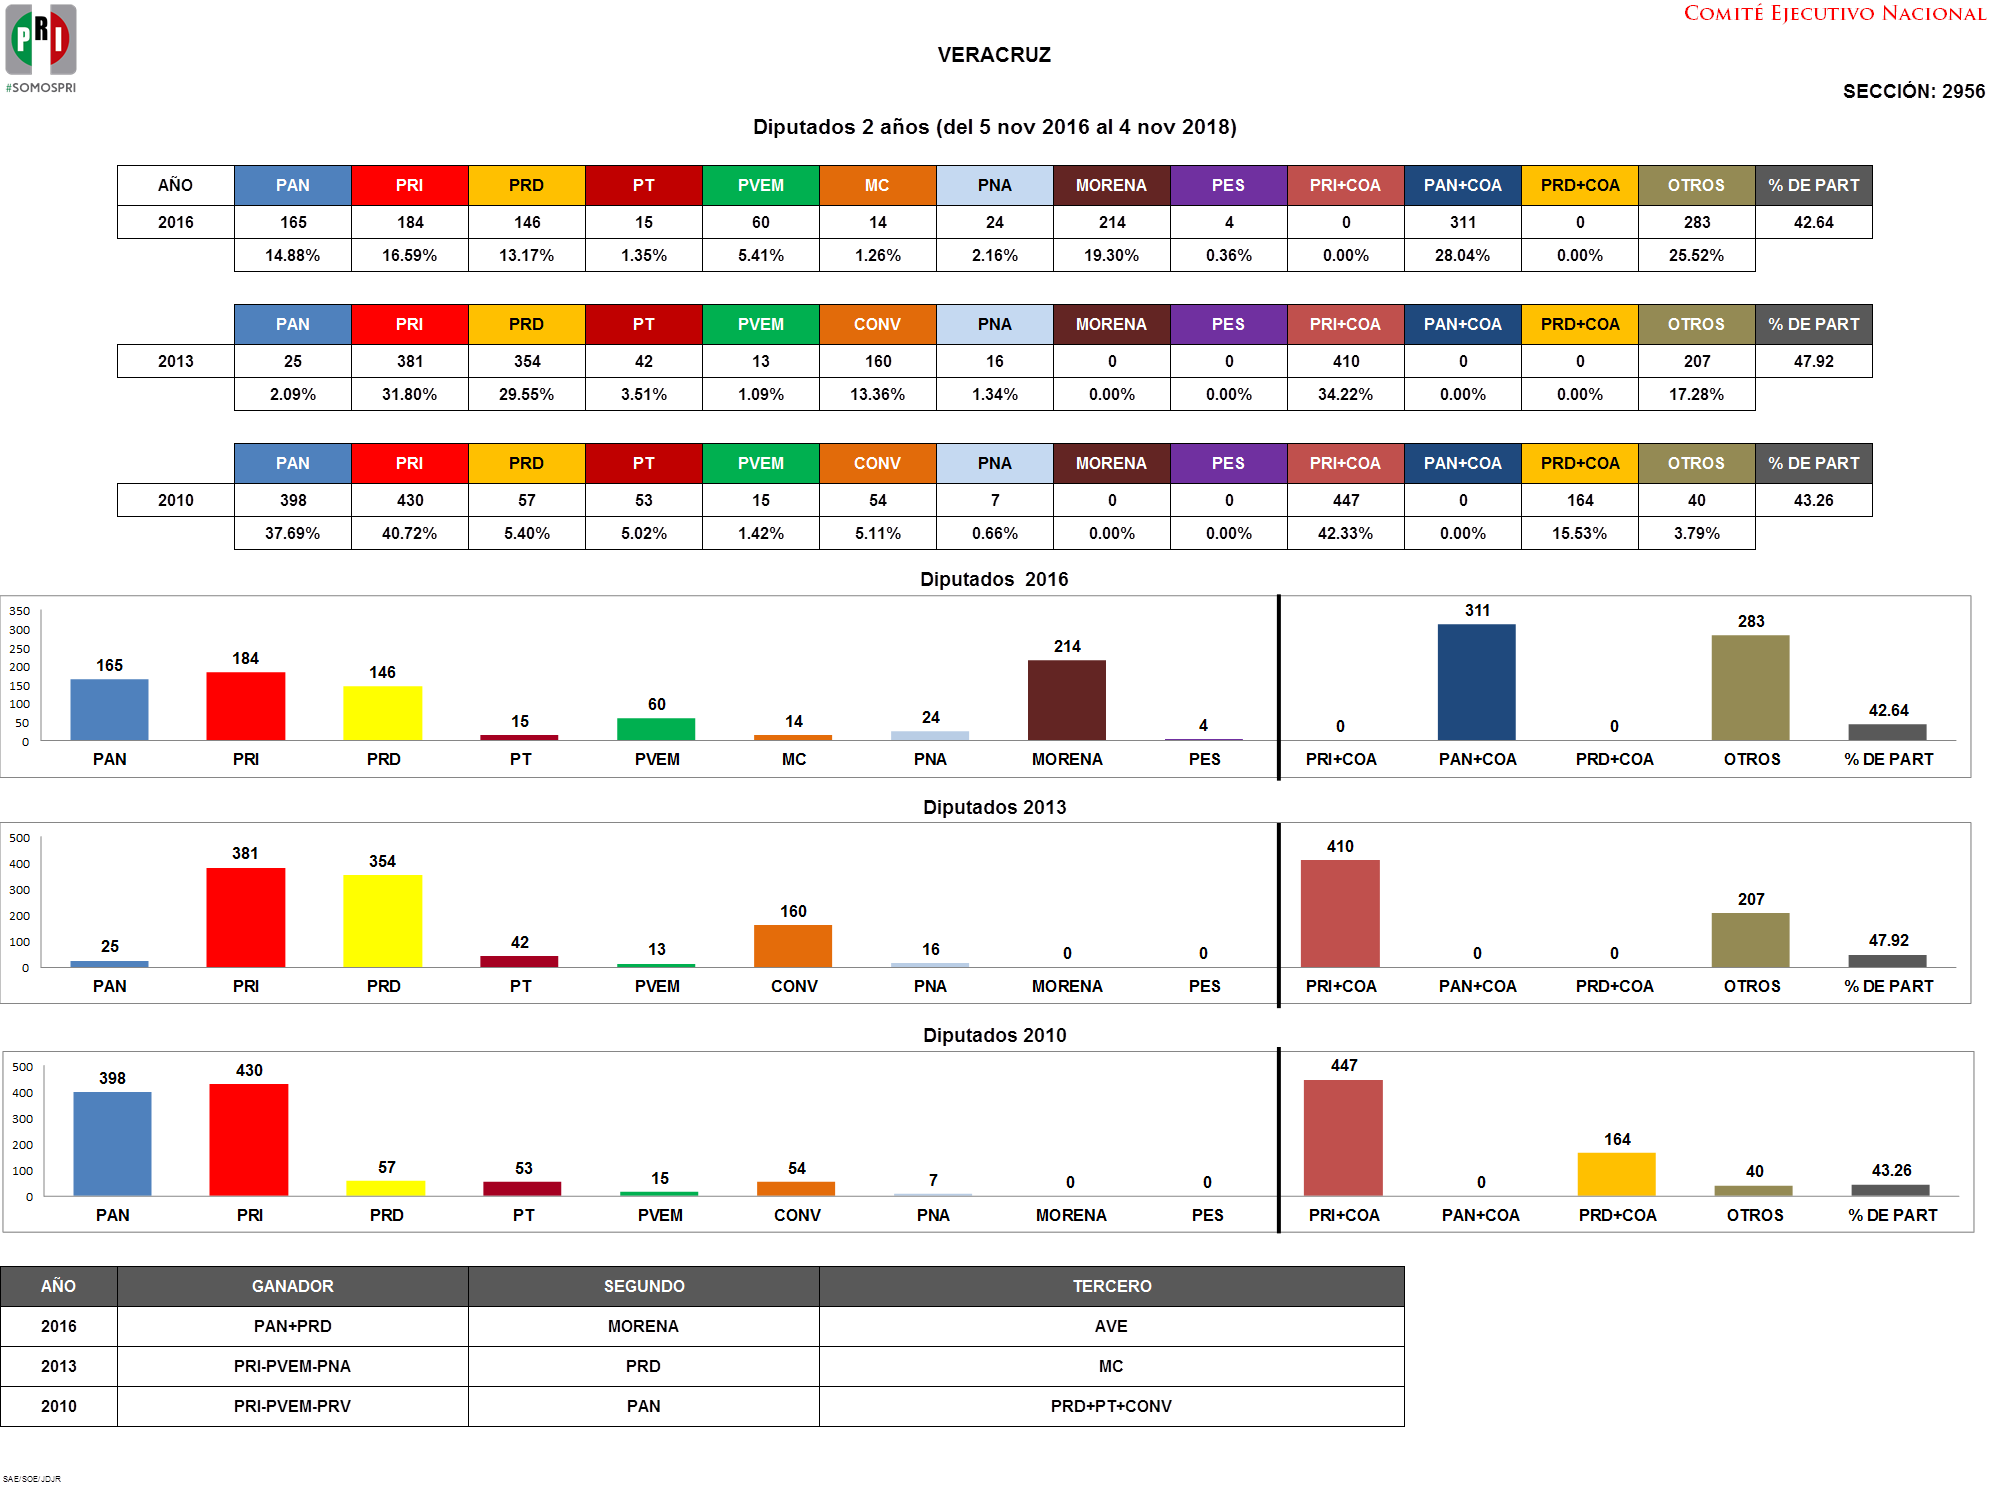 PRI
#SOMOSPRI
COMITÉ EJECUTIVO NACIONAL
VERACRUZ
SECCIÓN: 2956
Diputados 2 años (del 5 nov 2016 al 4 nov 2018)
AÑO PAN PRI PRD PT PVEM MC PNA MORENA PES PRI+COA PAN+COA PRD+COA OTROS % DE PART
2016 165 184 146 15 60 14 24 214 4 0 311 0 283 42.64
14.88% 16.59% 13.17% 1.35% 5.41% 1.26% 2.16% 19.30% 0.36% 0.00% 28.04% 0.00% 25.52%
PAN PRI PRD PT PVEM CONV PNA MORENA PES PRI+COA PAN+COA PRD+COA OTROS % DE PART
2013 25 381 354 42 13 160 16 0 0 410 0 0 207 47.92
2.09% 31.80% 29.55% 3.51% 1.09% 13.36% 1.34% 0.00% 0.00% 34.22% 0.00% 0.00% 17.28%
PAN PRI PRD PT PVEM CONV PNA MORENA PES PRI+COA PAN+COA PRD+COA OTROS % DE PART
2010 398 430 57 53 15 54 7 0 0 447 0 164 40 43.26
37.69% 40.72% 5.40% 5.02% 1.42% 5.11% 0.66% 0.00% 0.00% 42.33% 0.00% 15.53% 3.79%
Diputados 2016
350
300
250
200
150
100
50
0
165 184 146 15 60 14 24 214 4 0 311 0 283 42.64
PAN PRI PRD PT PVEM MC PNA MORENA PES PRI+COA PAN+COA PRD+COA OTROS % DE PART
Diputados 2013
500
400
300
200
100
0
25 381 354 42 13 160 16 0 0 410 0 0 207 47.92
PAN PRI PRD PT PVEM CONV PNA MORENA PES PRI+COA PAN+COA PRD+COA OTROS % DE PART
Diputados 2010
500
400
300
200
100
0
398 430 57 53 15 54 7 0 0 447 0 164 40 43.26
PAN PRI PRD PT PVEM CONV PNA MORENA PES PRI+COA PAN+COA PRD+COA OTROS % DE PART
AÑO GANADOR SEGUNDO TERCERO
2016 PAN+PRD MORENA AVE
2013 PRI-PVEM-PNA PRD MC
2010 PRI-PVEM-PRV PAN PRD+PT+CONV
SAE/SOE/JDJR